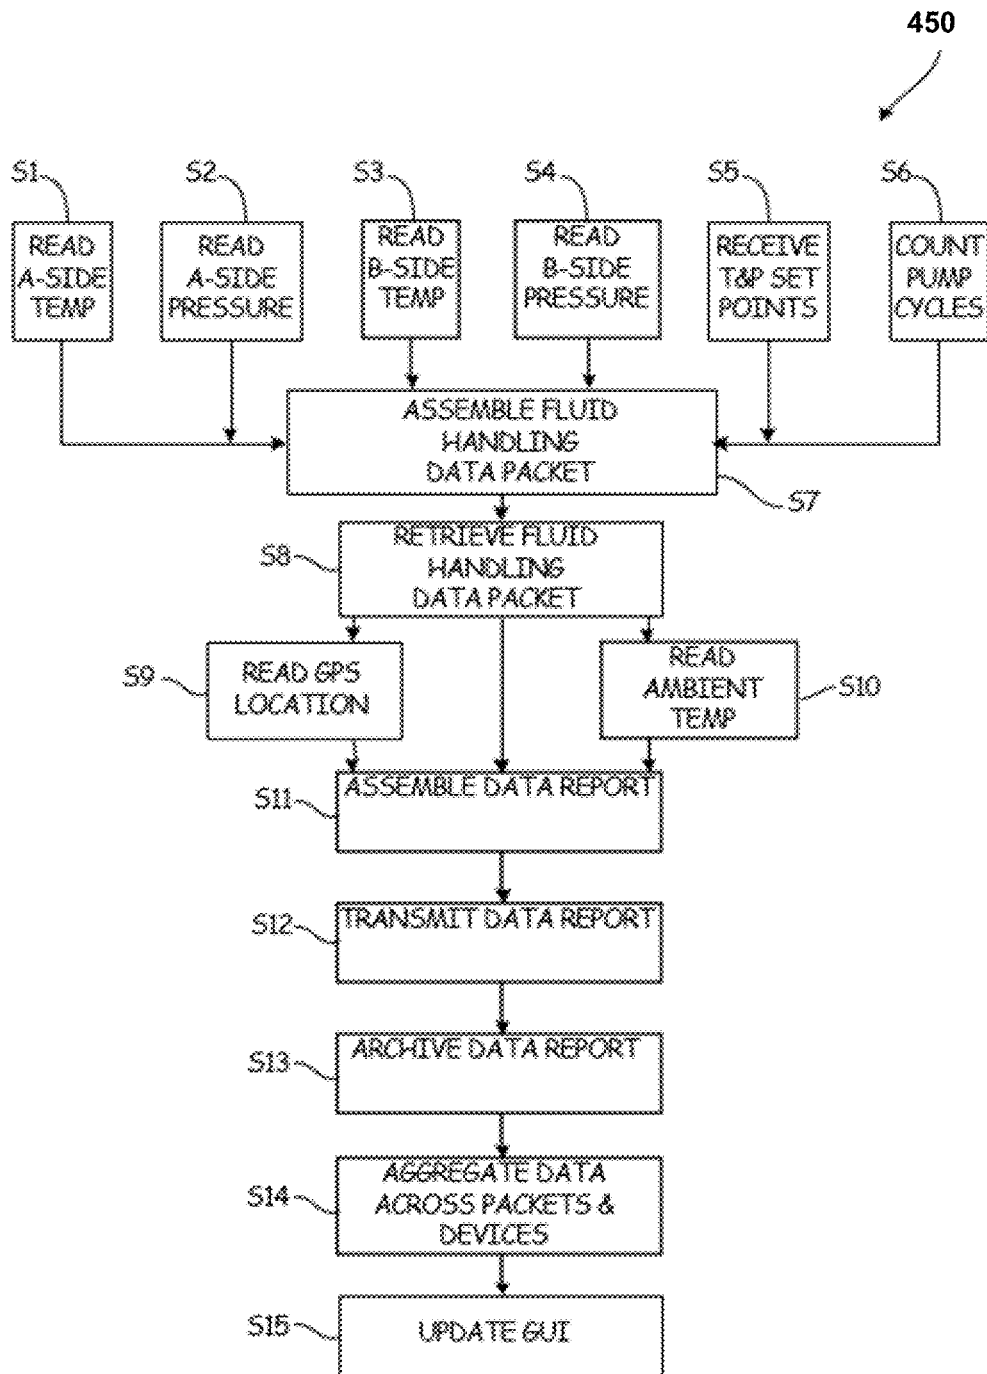 450
S1
S2
S3
S4
S5
S6
READ
A-SIDE
TEMP
READ
A-SIDE
PRESSURE
READ
B-SIDE
TEMP
READ
B-SIDE
PRESSURE
RECEIVE
T&P SET
POINTS
COUNT
PUMP
CYCLES
ASSEMBLE FLUID
HANDLING
DATA PACKET
S7
S8
RETRIEVE FLUID
HANDLING
DATA PACKET
S9
READ GPS
LOCATION
READ
AMBIENT
TEMP
S10
S11
ASSEMBLE DATA REPORT
S12
TRANSMIT DATA REPORT
S13
ARCHIVE DATA REPORT
S14
AGGREGATE DATA
ACROSS PACKETS &
DEVICES
S15
UPDATE GUI